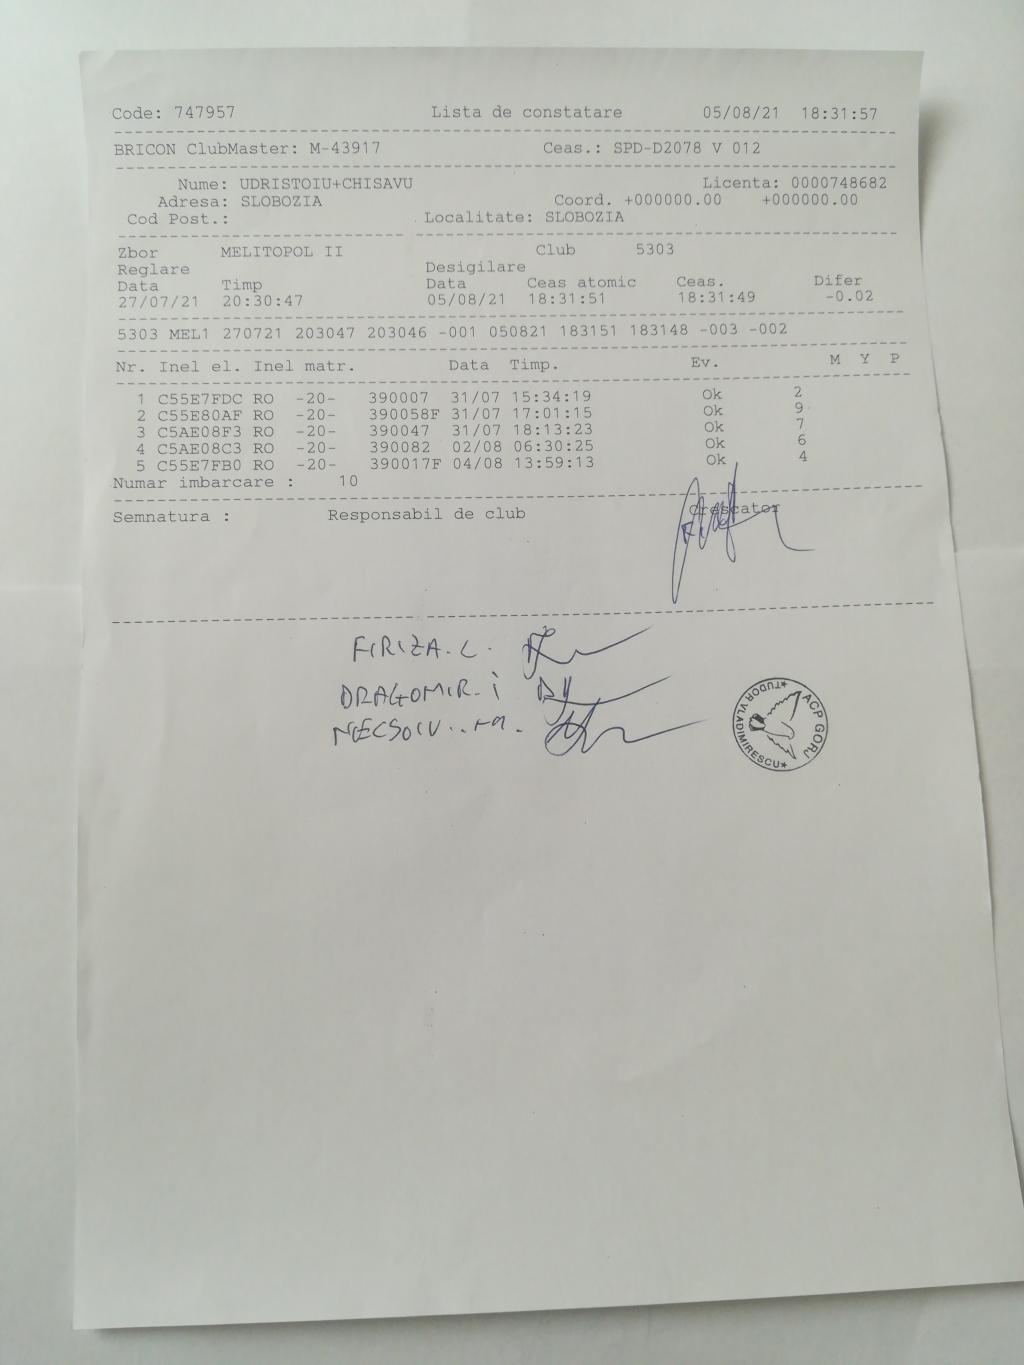 Code: 747957 Lista de constatare 05/08/21 18:31:57
BRICON ClubMaster: M-43917 Ceas.: SPD-D2078 V 012
Nume: UDRISTOIU+CHISAVU Licenta: 0000748682
Adresa: SLOBOZIA Coord. +000000.00 +000000.00
Cod Post.: Localitate: SLOBOZIA
Zbor MELITOPOL II Club 5303
Reglare Desigilare
Data Timp Data Ceas atomic Ceas. Difer
27/07/21 20:30:47 05/08/21 18:31:51 18:31:49 -0.02
5303 MEL1 270721 203047 203046 -001 050821 183151 183148 -003 -002
Nr. Inel el. Inel matr. Data Timp. Ev. M Y P
1 C55E7FDC RO -20- 390007 31/07 15:34:19 Ok 2
2 C55E80AF RO -20- 390058F 31/07 17:01:15 Ok 9
3 C5AE08F3 RO -20- 390047 31/07 18:13:23 Ok 7
4 C5AE08C3 RO -20- 390082 02/08 06:30:25 Ok 6
5 C55E7FB0 RO -20- 390017F 04/08 13:59:13 Ok 4
Numar imbarcare : 10
Semnatura : Responsabil de club Crescator
FIRIZA. C.
DRAGOMIR. i
ACP GORJ
*TUDOR VLADIMIRESCU*